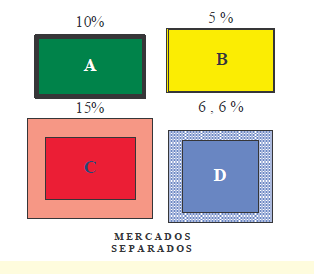 10% 5 %
A B
15% 6 , 6 %
C D
MERCADOS
SEPARADOS